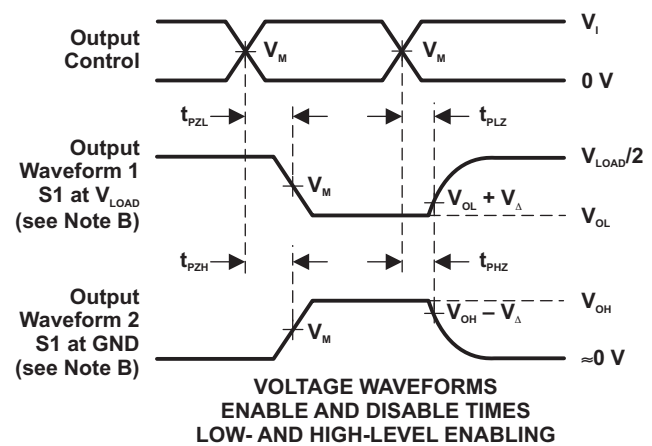 Output
Control
V_M
V_M
V_I
0 V
t_PZL
t_PLZ
Output
Waveform 1
S1 at V_LOAD
(see Note B)
V_M
V_OL + V_Δ
V_LOAD/2
V_OL
t_PZH
t_PHZ
Output
Waveform 2
S1 at GND
(see Note B)
V_M
V_OH − V_Δ
V_OH
≈0 V
VOLTAGE WAVEFORMS
ENABLE AND DISABLE TIMES
LOW- AND HIGH-LEVEL ENABLING